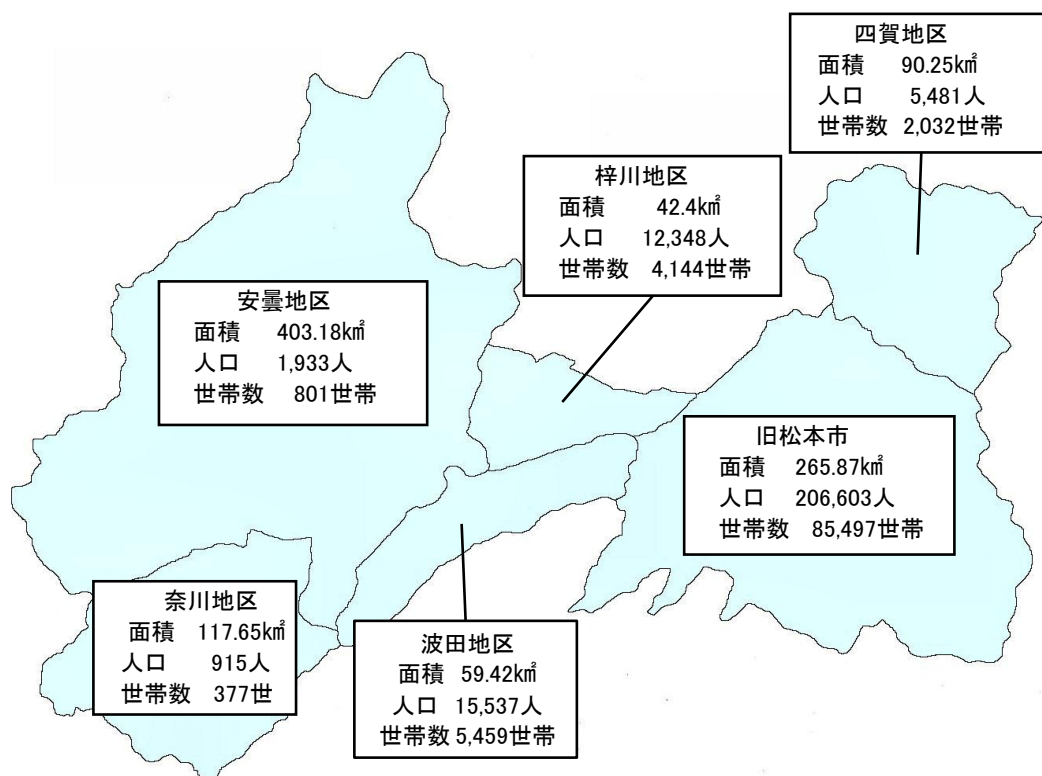 四賀地区
面積 90.25k㎡
人口 5,481人
世帯数 2,032世帯
梓川地区
面積 42.4k㎡
人口 12,348人
世帯数 4,144世帯
安曇地区
面積 403.18k㎡
人口 1,933人
世帯数 801世帯
旧松本市
面積 265.87k㎡
人口 206,603人
世帯数 85,497世帯
奈川地区
面積 117.65k㎡
人口 915人
世帯数 377世
波田地区
面積 59.42k㎡
人口 15,537人
世帯数 5,459世帯